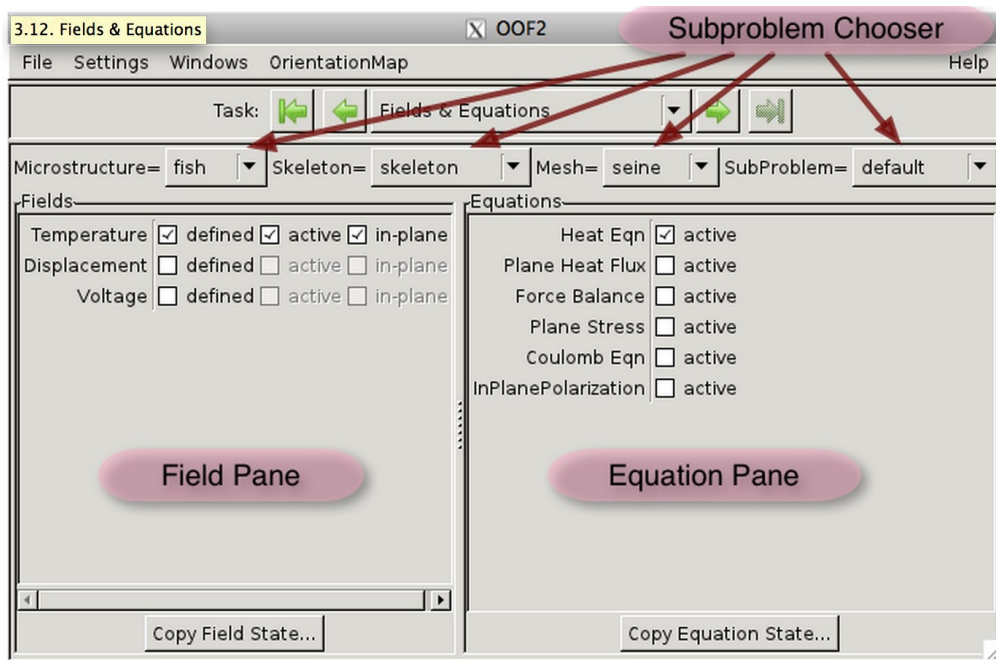 3.12. Fields & Equations
OOF2
Subproblem Chooser
File Settings Windows OrientationMap Help
Task: Fields & Equations
Microstructure= fish Skeleton= skeleton Mesh= seine SubProblem= default
Fields
Temperature defined active in-plane
Displacement defined active in-plane
Voltage defined active in-plane
Field Pane
Copy Field State...
Equations
Heat Eqn active
Plane Heat Flux active
Force Balance active
Plane Stress active
Coulomb Eqn active
InPlanePolarization active
Equation Pane
Copy Equation State...